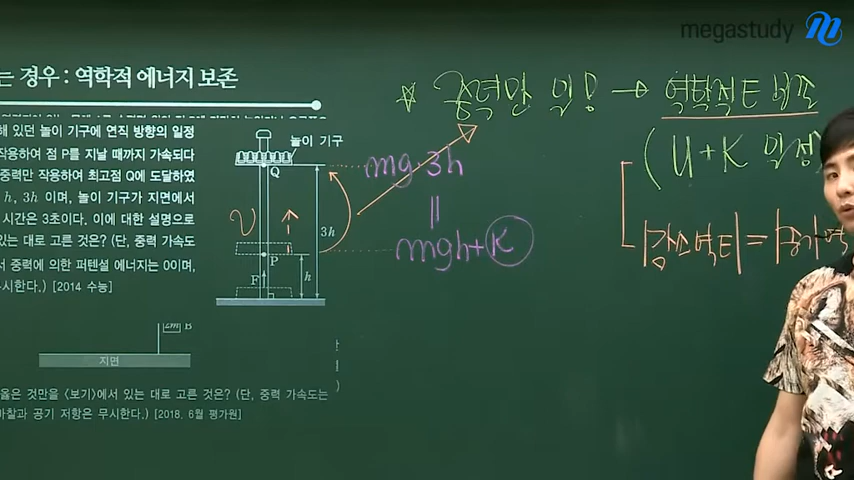 megastudy
는 경우 : 역학적 에너지 보존
해 있던 놀이 기구에 연직 방향의 일정
작용하여 점 P를 지날 때까지 가속되다
중력만 작용하여 최고점 Q에 도달하였
h, 3h 이며, 놀이 기구가 지면에서
시간은 3초이다. 이에 대한 설명으로
있는 대로 고른 것은? (단, 중력 가속도
서 중력에 의한 퍼텐셜 에너지는 0이며,
무시한다.) [2014 수능]
놀이 기구
Q
3h
P
F
h
v
2m B
지면
옳은 것만을 <보기>에서 있는 대로 고른 것은? (단, 중력 가속도는
마찰과 공기 저항은 무시한다.) [2018. 6월 평가원]
☆ 중력만 일! → 역학적E 보존
(U+K 일정)
|감소역E| = |증가역
mg 3h
=
mgh+K